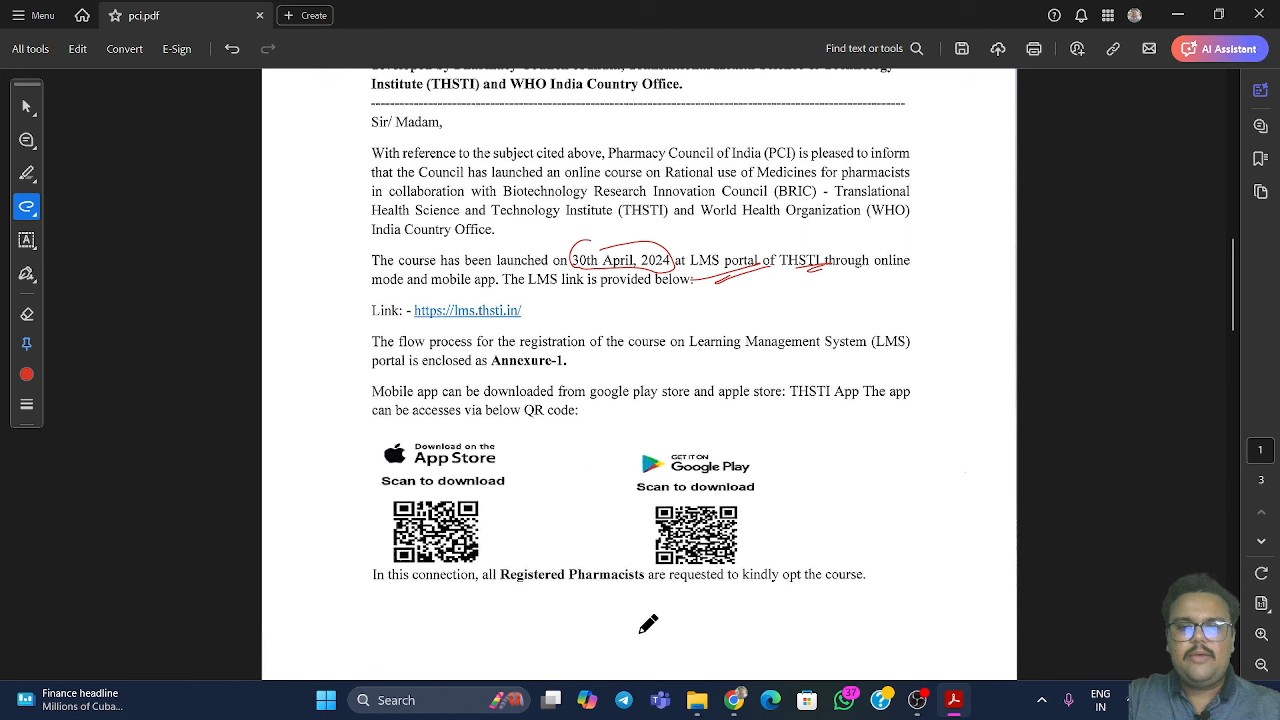 Menu
pci.pdf
Create
AI tools
Edit
Convert
E-Sign
Find text or tools
AI Assistant
Institute (THSTI) and WHO India Country Office.
Sir/ Madam,
With reference to the subject cited above, Pharmacy Council of India (PCI) is pleased to inform
that the Council has launched an online course on Rational use of Medicines for pharmacists
in collaboration with Biotechnology Research Innovation Council (BRIC) - Translational
Health Science and Technology Institute (THSTI) and World Health Organization (WHO)
India Country Office.
The course has been launched on 30th April, 2024 at LMS portal of THSTI through online
mode and mobile app. The LMS link is provided below:
Link: - https://lms.thsti.in/
The flow process for the registration of the course on Learning Management System (LMS)
portal is enclosed as Annexure-1.
Mobile app can be downloaded from google play store and apple store: THSTI App The app
can be accesses via below QR code:
Download on the
App Store
Scan to download
GET IT ON
Google Play
Scan to download
In this connection, all Registered Pharmacists are requested to kindly opt the course.
1
3
Finance headline
Millions of Ca...
Search
37
ENG
IN